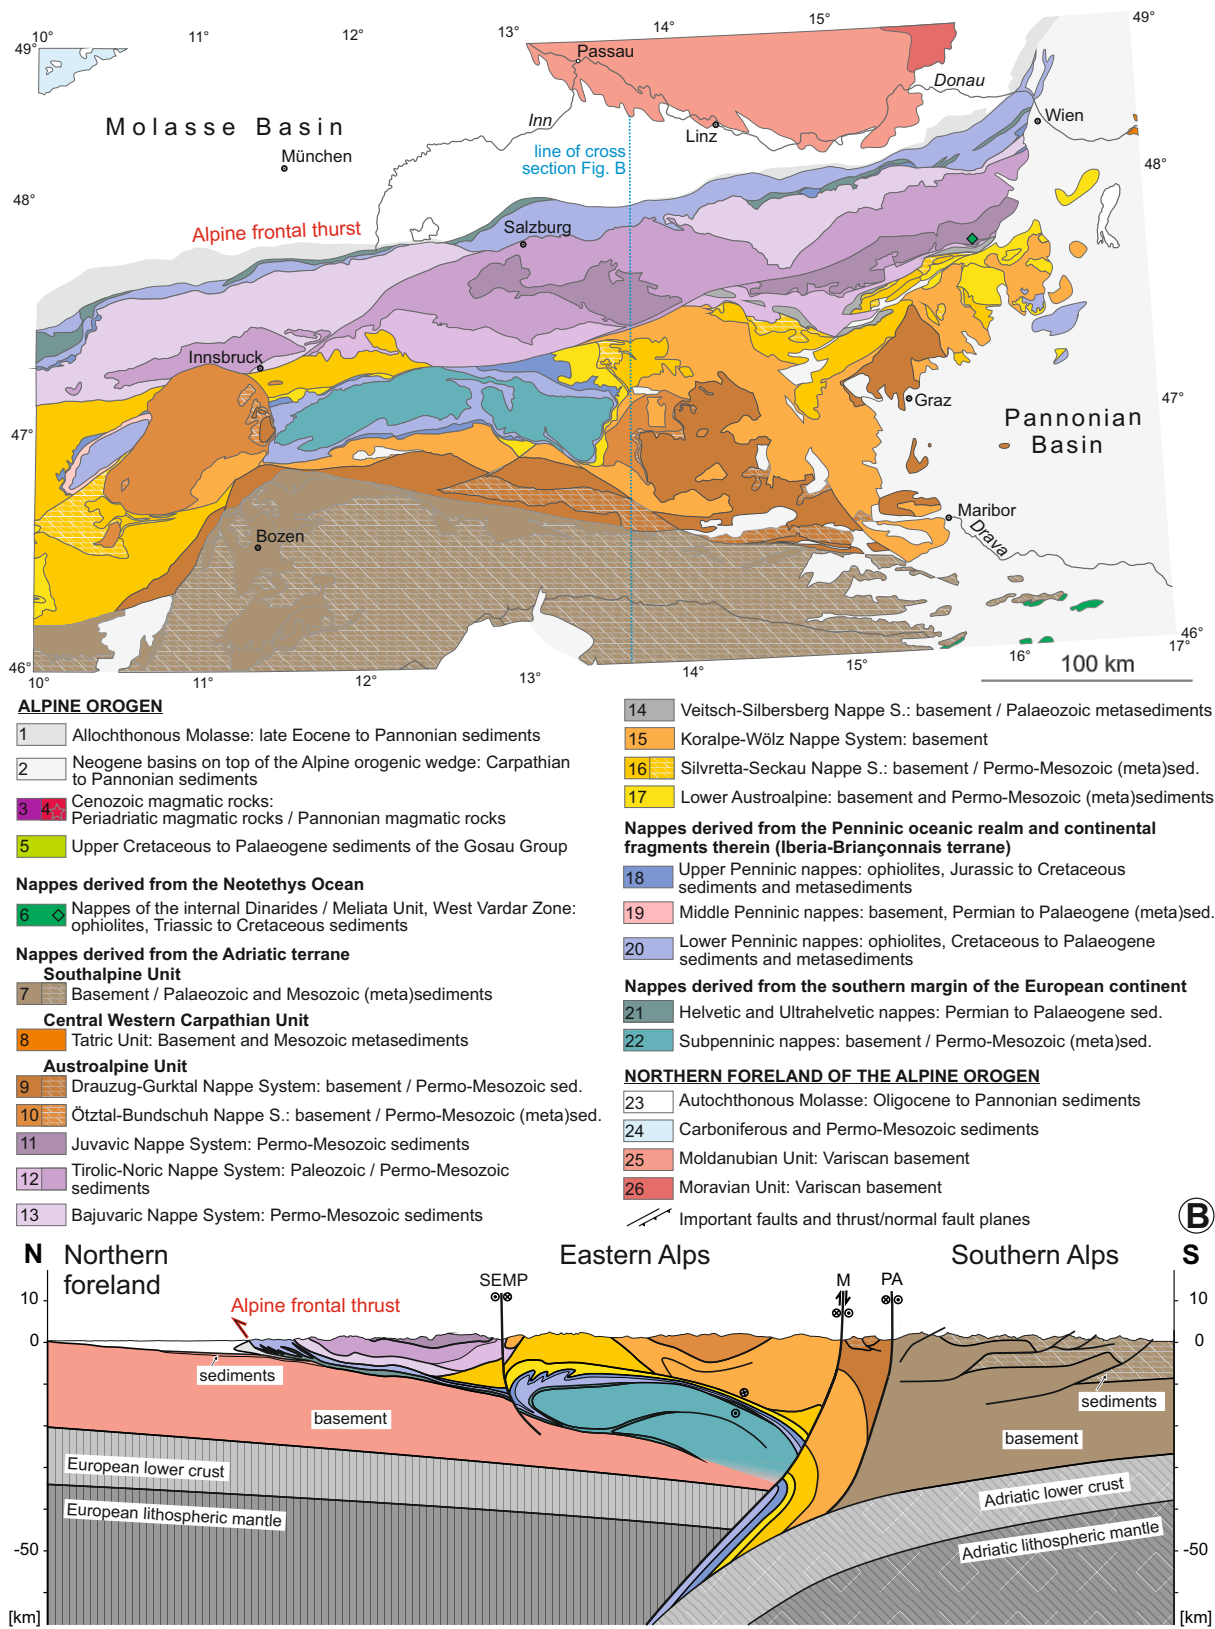 10°
11°
12°
13°
14°
15°
49°
49°
Passau
Donau
Molasse Basin
Inn
Linz
Wien
München
line of cross
section Fig. B
48°
48°
Alpine frontal thurst
Salzburg
Innsbruck
47°
Graz
47°
Pannonian
Basin
Bozen
Maribor
Drava
46°
46°
10°
11°
12°
13°
14°
15°
16°
17°
100 km
ALPINE OROGEN
1 Allochthonous Molasse: late Eocene to Pannonian sediments
2 Neogene basins on top of the Alpine orogenic wedge: Carpathian
to Pannonian sediments
3 4 Cenozoic magmatic rocks:
Periadriatic magmatic rocks / Pannonian magmatic rocks
5 Upper Cretaceous to Palaeogene sediments of the Gosau Group
Nappes derived from the Neotethys Ocean
6 Nappes of the internal Dinarides / Meliata Unit, West Vardar Zone:
ophiolites, Triassic to Cretaceous sediments
Nappes derived from the Adriatic terrane
Southalpine Unit
7 Basement / Palaeozoic and Mesozoic (meta)sediments
Central Western Carpathian Unit
8 Tatric Unit: Basement and Mesozoic metasediments
Austroalpine Unit
9 Drauzug-Gurktal Nappe System: basement / Permo-Mesozoic sed.
10 Ötztal-Bundschuh Nappe S.: basement / Permo-Mesozoic (meta)sed.
11 Juvavic Nappe System: Permo-Mesozoic sediments
12 Tirolic-Noric Nappe System: Paleozoic / Permo-Mesozoic
sediments
13 Bajuvaric Nappe System: Permo-Mesozoic sediments
14 Veitsch-Silbersberg Nappe S.: basement / Palaeozoic metasediments
15 Koralpe-Wölz Nappe System: basement
16 Silvretta-Seckau Nappe S.: basement / Permo-Mesozoic (meta)sed.
17 Lower Austroalpine: basement and Permo-Mesozoic (meta)sediments
Nappes derived from the Penninic oceanic realm and continental
fragments therein (Iberia-Briançonnais terrane)
18 Upper Penninic nappes: ophiolites, Jurassic to Cretaceous
sediments and metasediments
19 Middle Penninic nappes: basement, Permian to Palaeogene (meta)sed.
20 Lower Penninic nappes: ophiolites, Cretaceous to Palaeogene
sediments and metasediments
Nappes derived from the southern margin of the European continent
21 Helvetic and Ultrahelvetic nappes: Permian to Palaeogene sed.
22 Subpenninic nappes: basement / Permo-Mesozoic (meta)sed.
NORTHERN FORELAND OF THE ALPINE OROGEN
23 Autochthonous Molasse: Oligocene to Pannonian sediments
24 Carboniferous and Permo-Mesozoic sediments
25 Moldanubian Unit: Variscan basement
26 Moravian Unit: Variscan basement
Important faults and thrust/normal fault planes
B
N
Northern
foreland
Eastern Alps
Southern Alps
S
SEMP
M
PA
10
10
Alpine frontal thrust
0
0
sediments
sediments
basement
basement
European lower crust
Adriatic lower crust
European lithospheric mantle
Adriatic lithospheric mantle
-50
-50
[km]
[km]